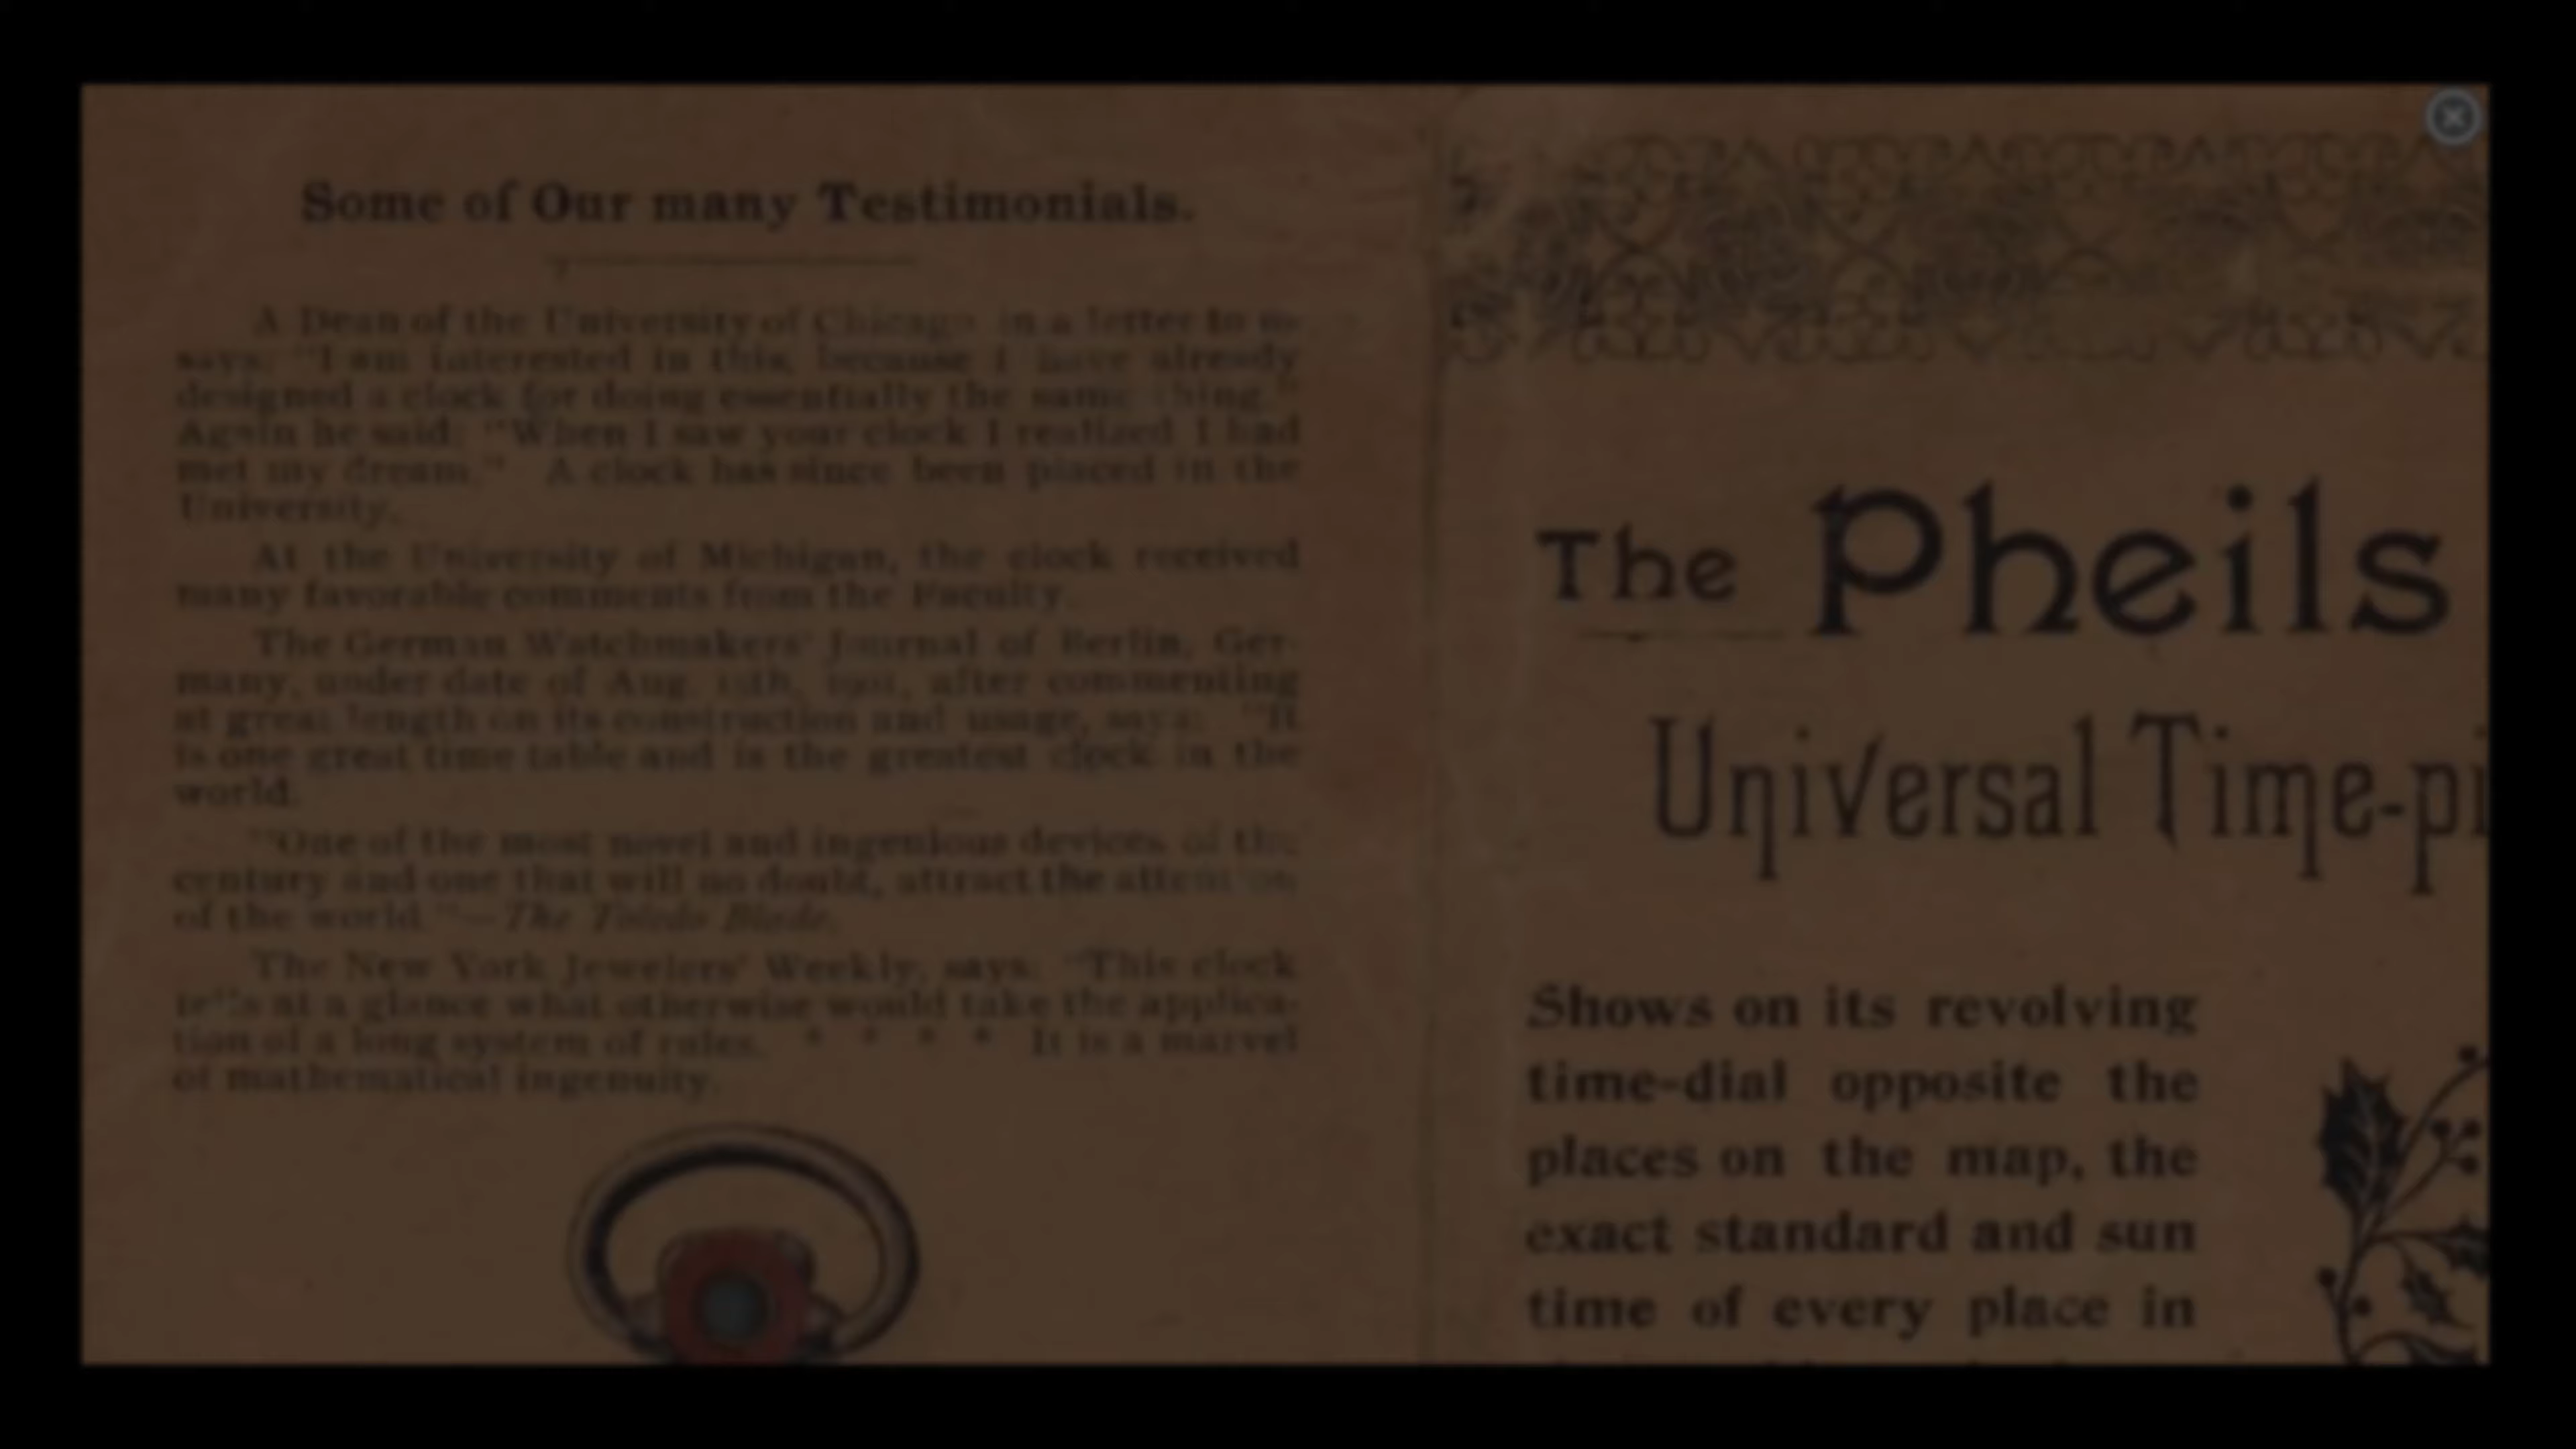 Some of Our many Testimonials.
A Dean of the University of Chicago in a letter to
says: "I am interested in this, because I have already
designed a clock for doing essentially the same thing."
Again he said: "When I saw your clock I realized I had
met my dream." A clock has since been placed in the
University.
At the University of Michigan, the clock received
many favorable comments from the Faculty.
The German Watchmakers' Journal of Berlin, Ger-
many, under date of Aug. 15th, 1901, after commenting
at great length on its construction and usage, says: "It
is one great time table and is the greatest clock in the
world.
"One of the most novel and ingenious devices of the
century and one that will no doubt, attract the attention
of the world."—The Toledo Blade.
The New York Jewelers' Weekly, says: "This clock
tells at a glance what otherwise would take the applica-
tion of a long system of rules. * * * * It is a marvel
of mathematical ingenuity.
The Pheils
Universal Time-pi
Shows on its revolving
time-dial opposite the
places on the map, the
exact standard and sun
time of every place in